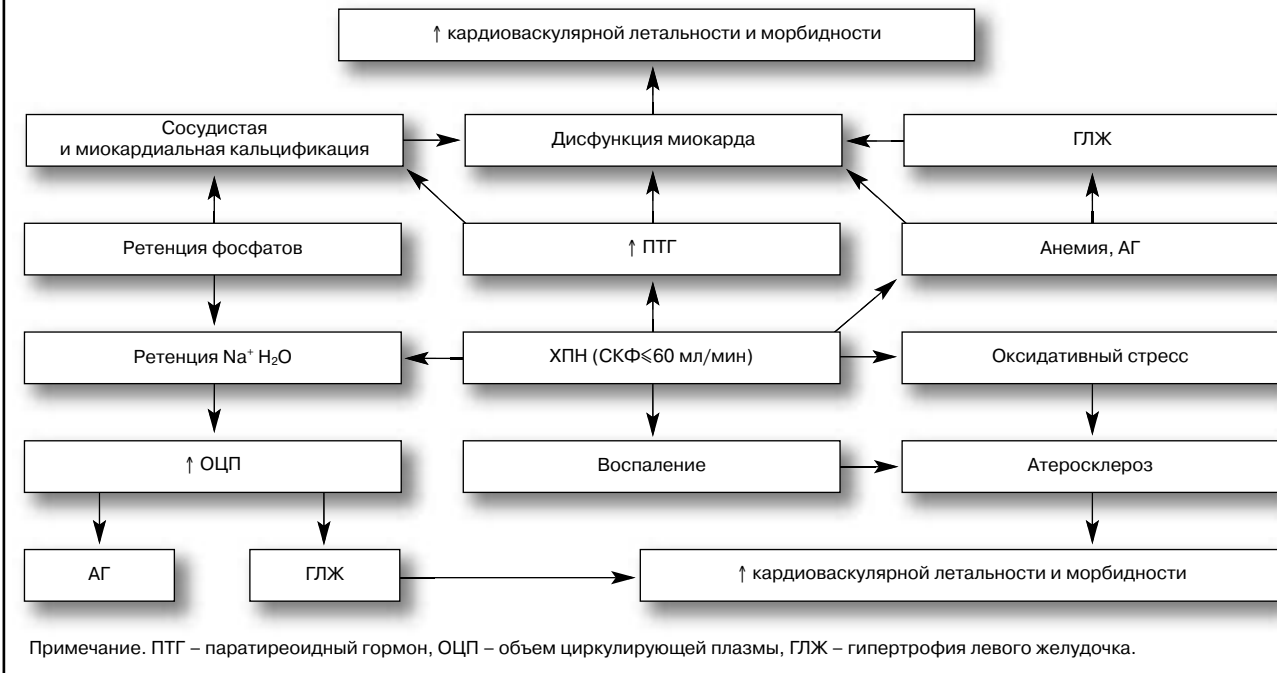 ↑ кардиоваскулярной летальности и морбидности
Сосудистая
и миокардиальная кальцификация
Дисфункция миокарда
ГЛЖ
Ретенция фосфатов
↑ ПТГ
Анемия, АГ
Ретенция Na⁺ H₂O
ХПН (СКФ⩽60 мл/мин)
Оксидативный стресс
↑ ОЦП
Воспаление
Атеросклероз
АГ
ГЛЖ
↑ кардиоваскулярной летальности и морбидности
Примечание. ПТГ – паратиреоидный гормон, ОЦП – объем циркулирующей плазмы, ГЛЖ – гипертрофия левого желудочка.